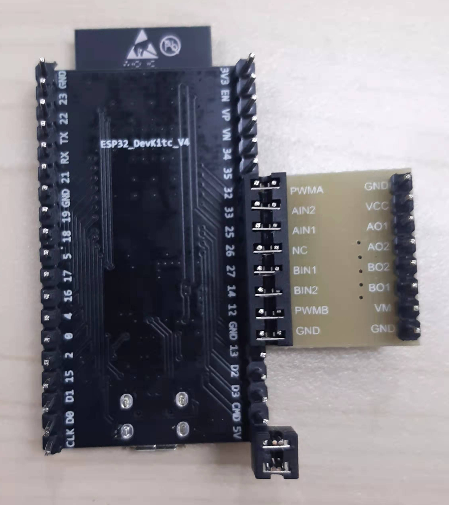 ESP32_DevKitc_V4
GND
23
22
TX
RX
21
GND
19
18
5
17
16
4
0
2
15
D1
D0
CLK
3V3
EN
VP
VN
34
35
32
33
25
26
27
14
12
GND
13
D2
D3
CMD
5V
PWMA GND
AIN2 VCC
AIN1 AO1
NC AO2
BIN1 BO2
BIN2 BO1
PWMB VM
GND GND